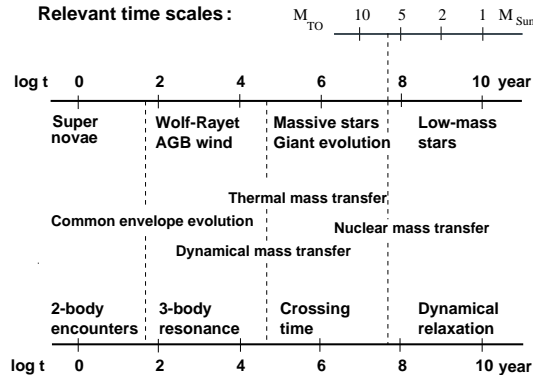 Relevant time scales : M TO 10 5 2 1 M Sun
log t 0 2 4 6 8 10 year
Super Wolf-Rayet Massive stars Low-mass
novae AGB wind Giant evolution stars
Thermal mass transfer
Common envelope evolution Nuclear mass transfer
Dynamical mass transfer
2-body 3-body Crossing Dynamical
encounters resonance time relaxation
log t 0 2 4 6 8 10 year